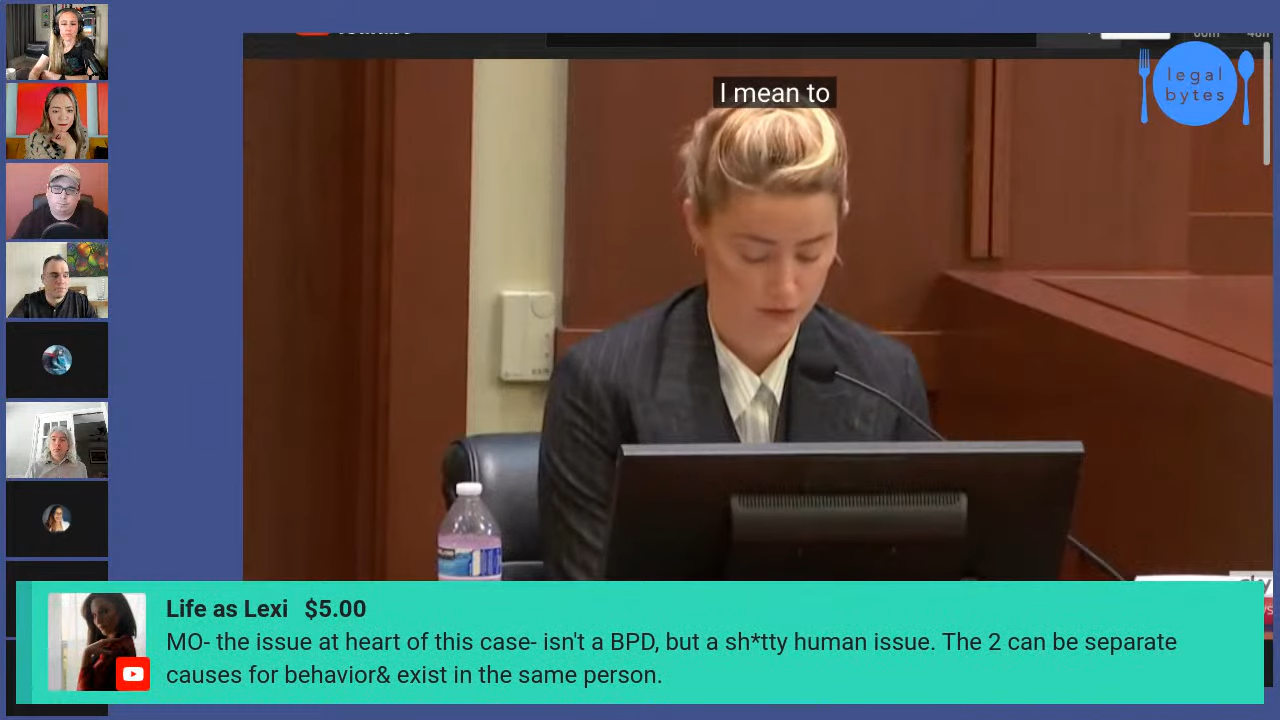 I mean to
legal
bytes
Life as Lexi $5.00
MO- the issue at heart of this case- isn't a BPD, but a sh*tty human issue. The 2 can be separate
causes for behavior& exist in the same person.